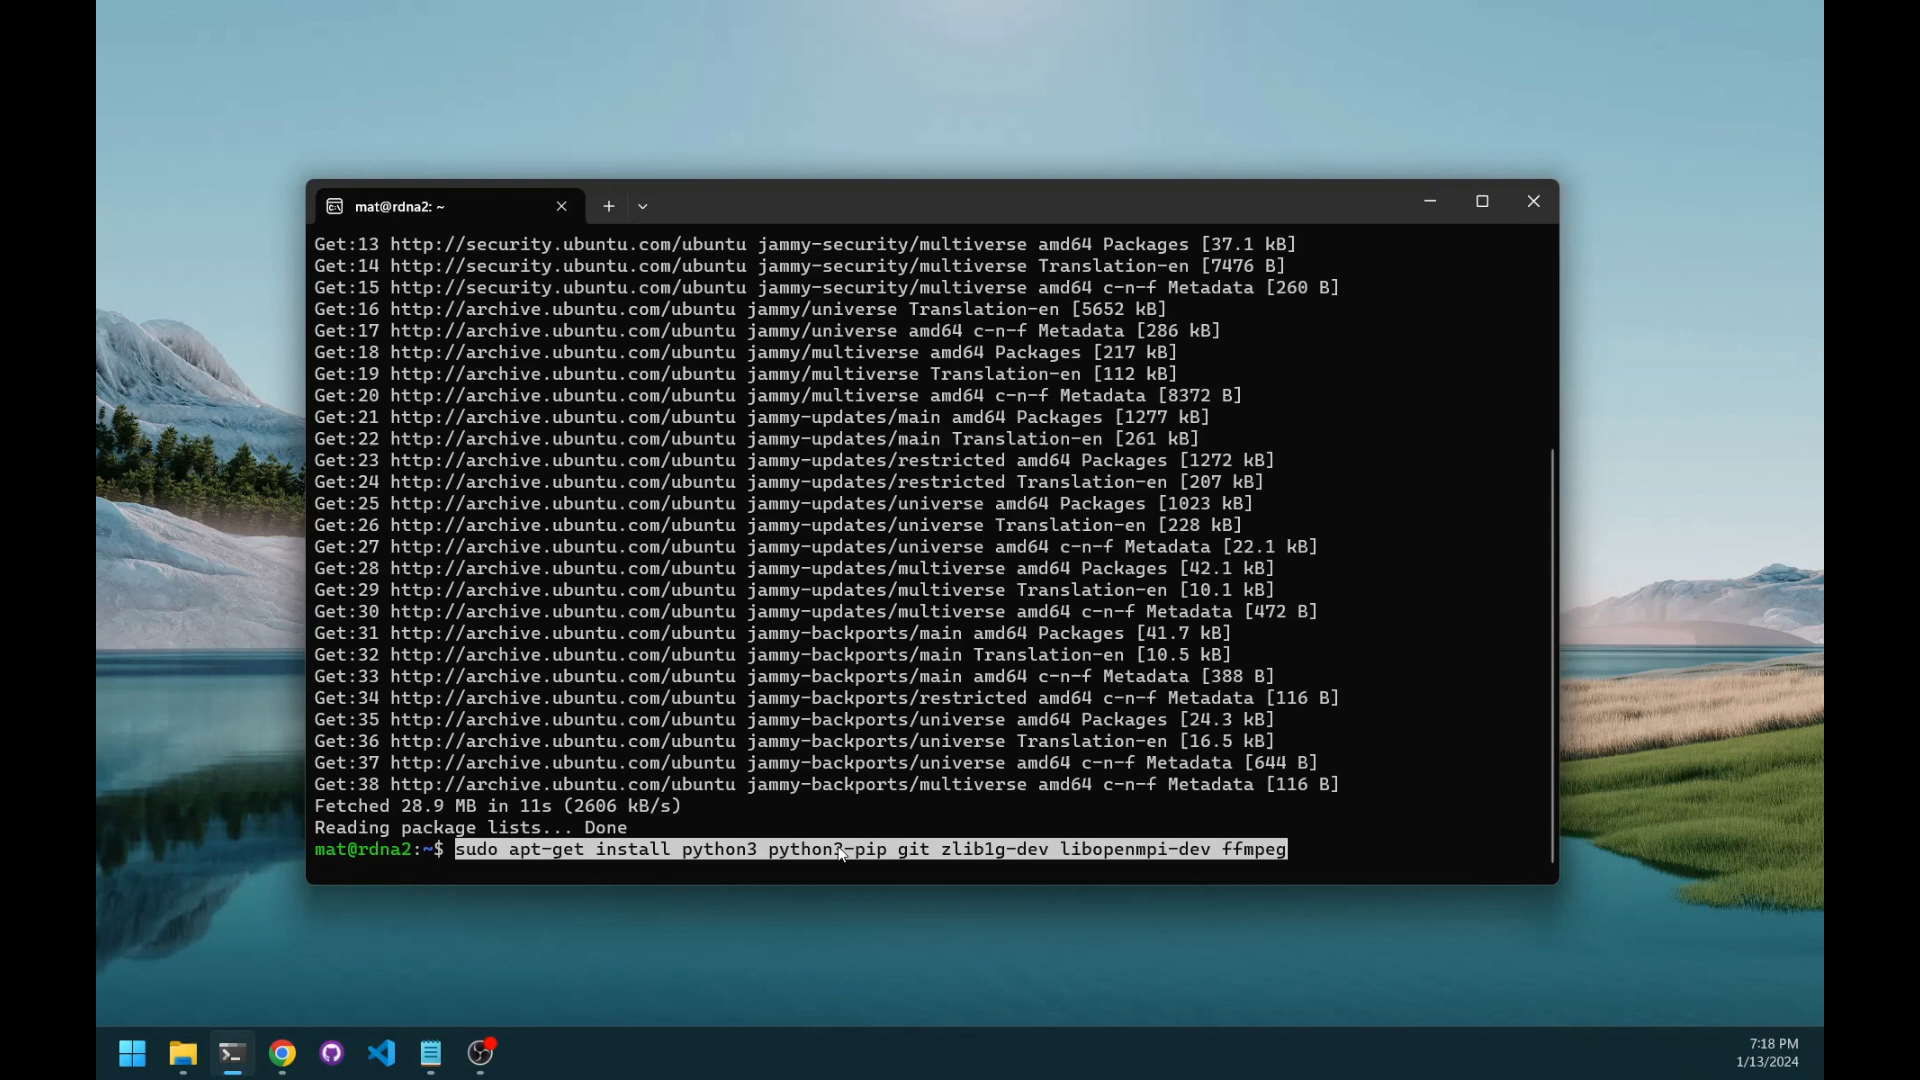 mat@rdna2: ~
Get:13 http://security.ubuntu.com/ubuntu jammy-security/multiverse amd64 Packages [37.1 kB]
Get:14 http://security.ubuntu.com/ubuntu jammy-security/multiverse Translation-en [7476 B]
Get:15 http://security.ubuntu.com/ubuntu jammy-security/multiverse amd64 c-n-f Metadata [260 B]
Get:16 http://archive.ubuntu.com/ubuntu jammy/universe Translation-en [5652 kB]
Get:17 http://archive.ubuntu.com/ubuntu jammy/universe amd64 c-n-f Metadata [286 kB]
Get:18 http://archive.ubuntu.com/ubuntu jammy/multiverse amd64 Packages [217 kB]
Get:19 http://archive.ubuntu.com/ubuntu jammy/multiverse Translation-en [112 kB]
Get:20 http://archive.ubuntu.com/ubuntu jammy/multiverse amd64 c-n-f Metadata [8372 B]
Get:21 http://archive.ubuntu.com/ubuntu jammy-updates/main amd64 Packages [1277 kB]
Get:22 http://archive.ubuntu.com/ubuntu jammy-updates/main Translation-en [261 kB]
Get:23 http://archive.ubuntu.com/ubuntu jammy-updates/restricted amd64 Packages [1272 kB]
Get:24 http://archive.ubuntu.com/ubuntu jammy-updates/restricted Translation-en [207 kB]
Get:25 http://archive.ubuntu.com/ubuntu jammy-updates/universe amd64 Packages [1023 kB]
Get:26 http://archive.ubuntu.com/ubuntu jammy-updates/universe Translation-en [228 kB]
Get:27 http://archive.ubuntu.com/ubuntu jammy-updates/universe amd64 c-n-f Metadata [22.1 kB]
Get:28 http://archive.ubuntu.com/ubuntu jammy-updates/multiverse amd64 Packages [42.1 kB]
Get:29 http://archive.ubuntu.com/ubuntu jammy-updates/multiverse Translation-en [10.1 kB]
Get:30 http://archive.ubuntu.com/ubuntu jammy-updates/multiverse amd64 c-n-f Metadata [472 B]
Get:31 http://archive.ubuntu.com/ubuntu jammy-backports/main amd64 Packages [41.7 kB]
Get:32 http://archive.ubuntu.com/ubuntu jammy-backports/main Translation-en [10.5 kB]
Get:33 http://archive.ubuntu.com/ubuntu jammy-backports/main amd64 c-n-f Metadata [388 B]
Get:34 http://archive.ubuntu.com/ubuntu jammy-backports/restricted amd64 c-n-f Metadata [116 B]
Get:35 http://archive.ubuntu.com/ubuntu jammy-backports/universe amd64 Packages [24.3 kB]
Get:36 http://archive.ubuntu.com/ubuntu jammy-backports/universe Translation-en [16.5 kB]
Get:37 http://archive.ubuntu.com/ubuntu jammy-backports/universe amd64 c-n-f Metadata [644 B]
Get:38 http://archive.ubuntu.com/ubuntu jammy-backports/multiverse amd64 c-n-f Metadata [116 B]
Fetched 28.9 MB in 11s (2606 kB/s)
Reading package lists... Done
mat@rdna2:~$ sudo apt-get install python3 python3-pip git zlib1g-dev libopenmpi-dev ffmpeg
7:18 PM
1/13/2024